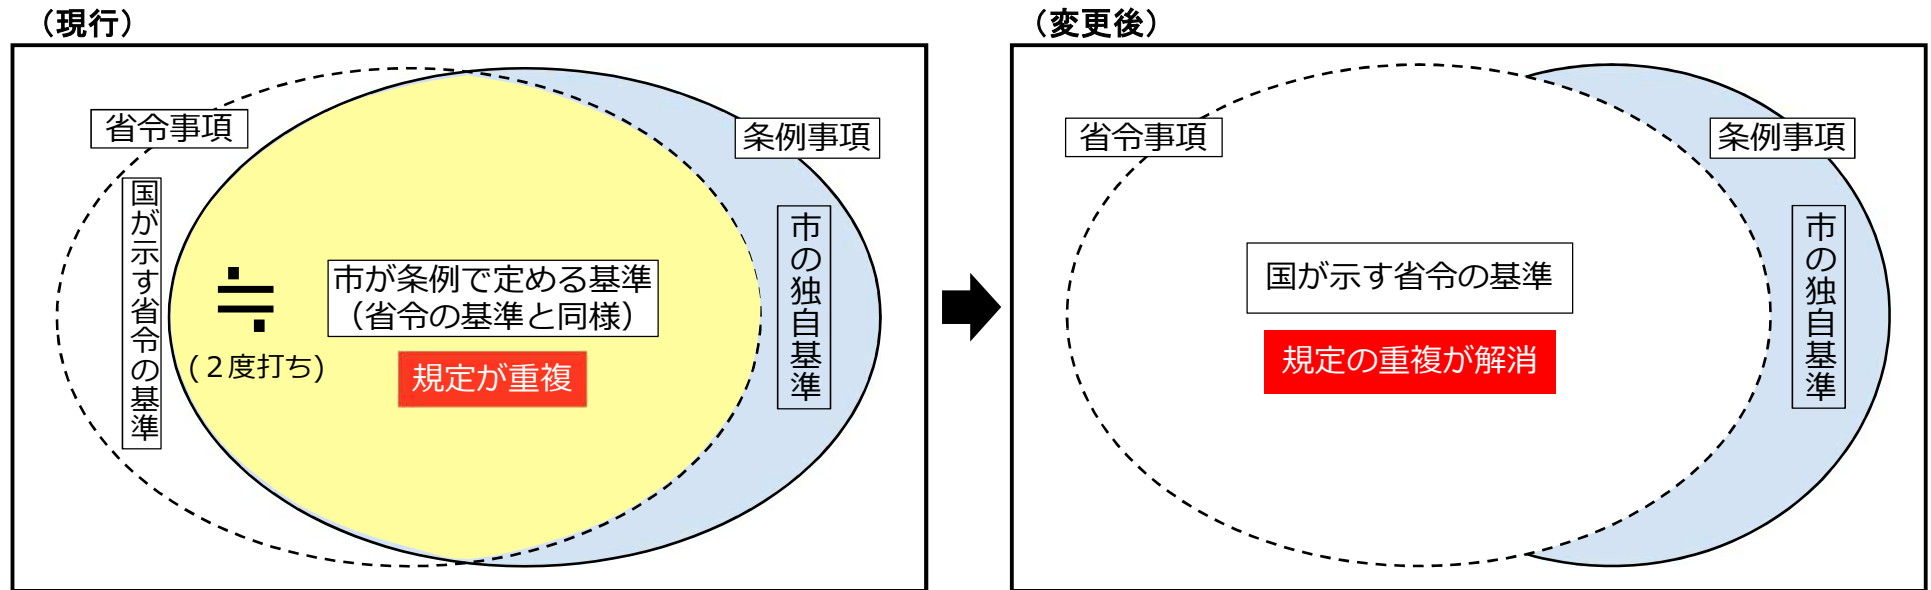 （現行）
省令事項
条例事項
国が示す省令の基準
≒
(２度打ち)
市が条例で定める基準
（省令の基準と同様）
規定が重複
市の独自基準
（変更後）
省令事項
条例事項
国が示す省令の基準
規定の重複が解消
市の独自基準